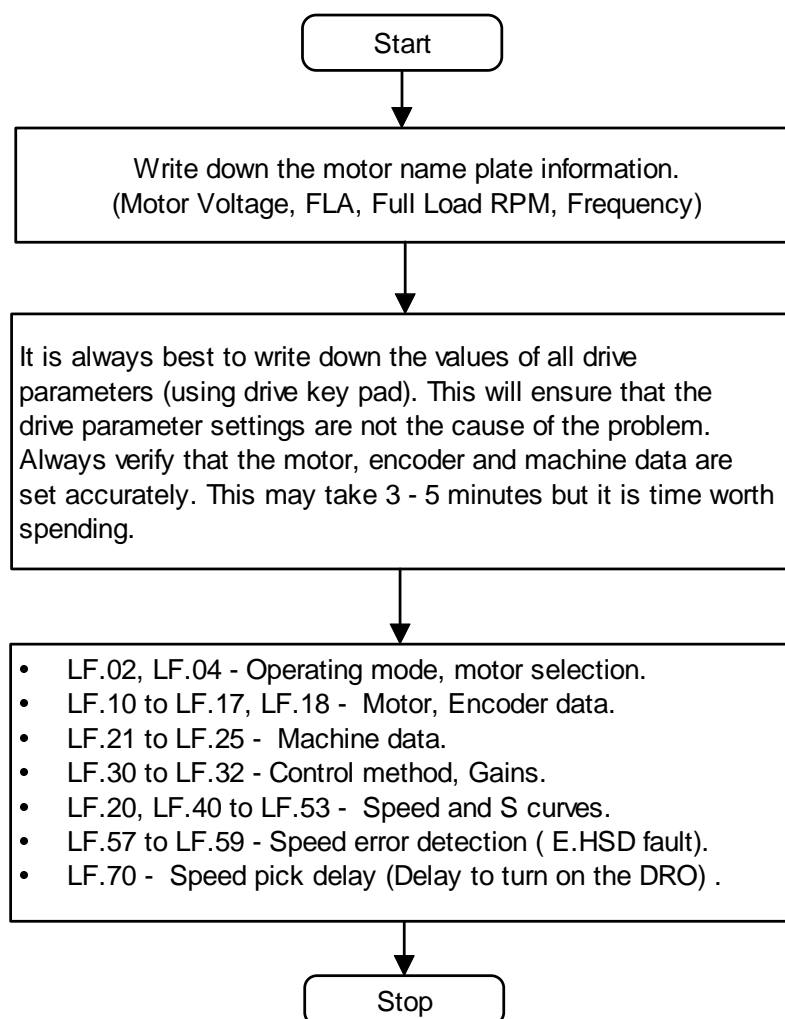 Start
Write down the motor name plate information.
(Motor Voltage, FLA, Full Load RPM, Frequency)
It is always best to write down the values of all drive
parameters (using drive key pad). This will ensure that the
drive parameter settings are not the cause of the problem.
Always verify that the motor, encoder and machine data are
set accurately. This may take 3 - 5 minutes but it is time worth
spending.
• LF.02, LF.04 - Operating mode, motor selection.
• LF.10 to LF.17, LF.18 -  Motor, Encoder data.
• LF.21 to LF.25 -  Machine data.
• LF.30 to LF.32 - Control method, Gains.
• LF.20, LF.40 to LF.53 -  Speed and S curves.
• LF.57 to LF.59 - Speed error detection ( E.HSD fault).
• LF.70 -  Speed pick delay (Delay to turn on the DRO) .
Stop